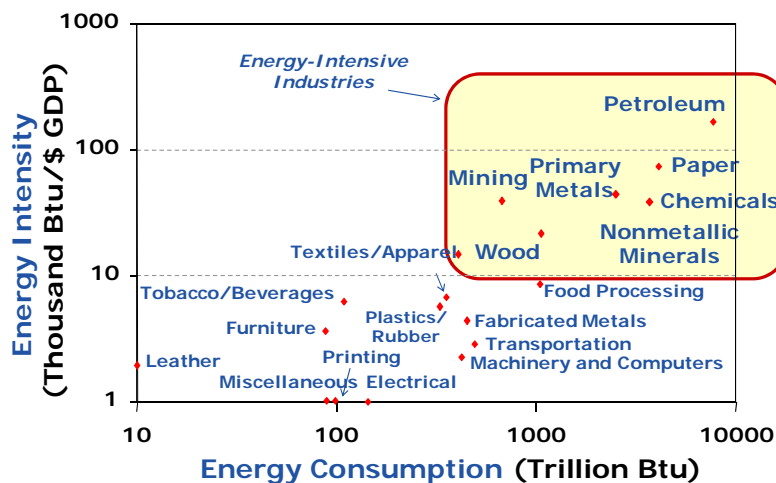 1000
Energy-Intensive
Industries
Petroleum
100
Paper
Mining
Primary
Metals
Chemicals
Nonmetallic
Minerals
Wood
Textiles/Apparel
10
Food Processing
Tobacco/Beverages
Plastics/
Rubber
Fabricated Metals
Furniture
Printing
Transportation
Leather
Machinery and Computers
Miscellaneous
Electrical
1
10
100
1000
10000
Energy Intensity
(Thousand Btu/$ GDP)
Energy Consumption (Trillion Btu)